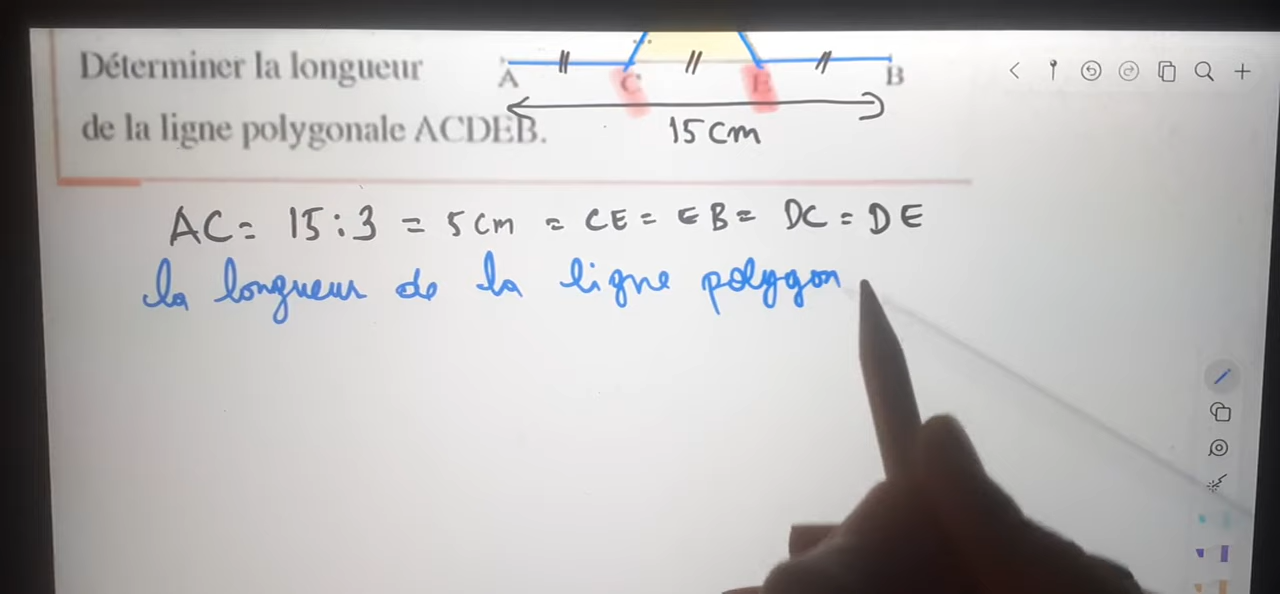 Déterminer la longueur
de la ligne polygonale ACDEB.
A C E B
15 cm
AC = 15 : 3 = 5 cm = CE = EB = DC = DE
la longueur de la ligne polygon